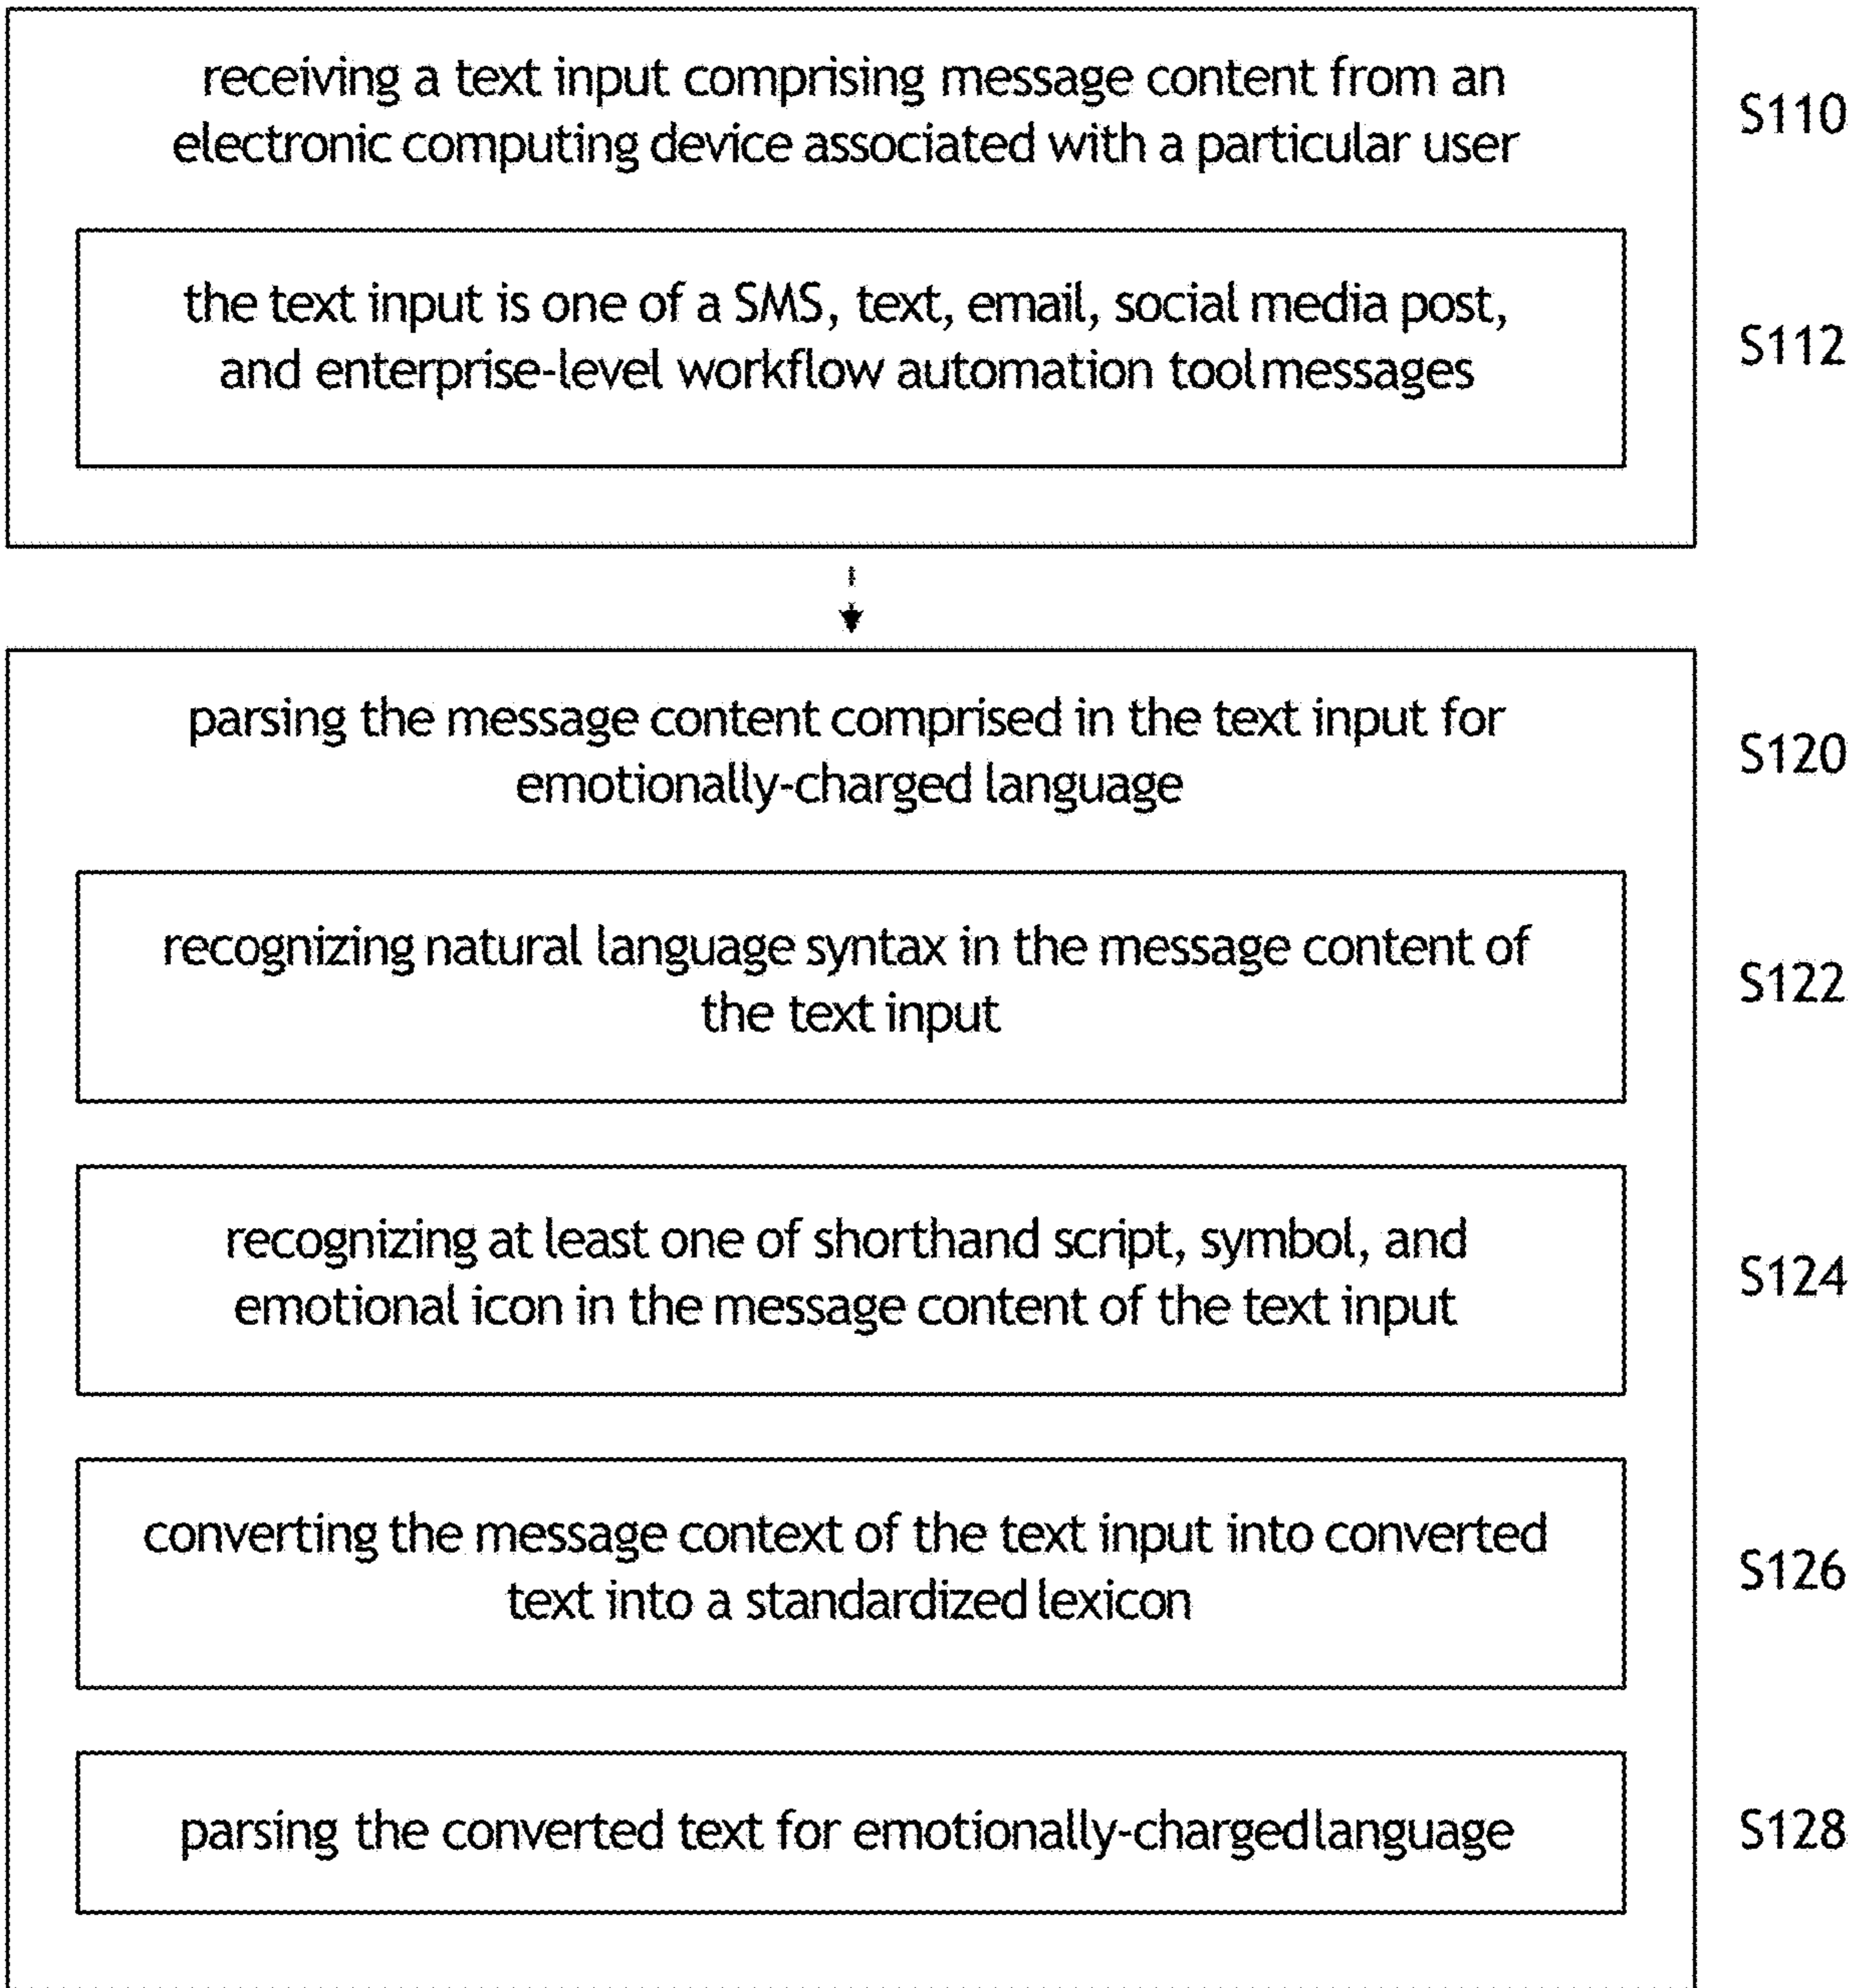 receiving a text input comprising message content from an
electronic computing device associated with a particular user
S110
the text input is one of a SMS, text, email, social media post,
and enterprise-level workflow automation tool messages
S112
parsing the message content comprised in the text input for
emotionally-charged language
S120
recognizing natural language syntax in the message content of
the text input
S122
recognizing at least one of shorthand script, symbol, and
emotional icon in the message content of the text input
S124
converting the message context of the text input into converted
text into a standardized lexicon
S126
parsing the converted text for emotionally-charged language
S128